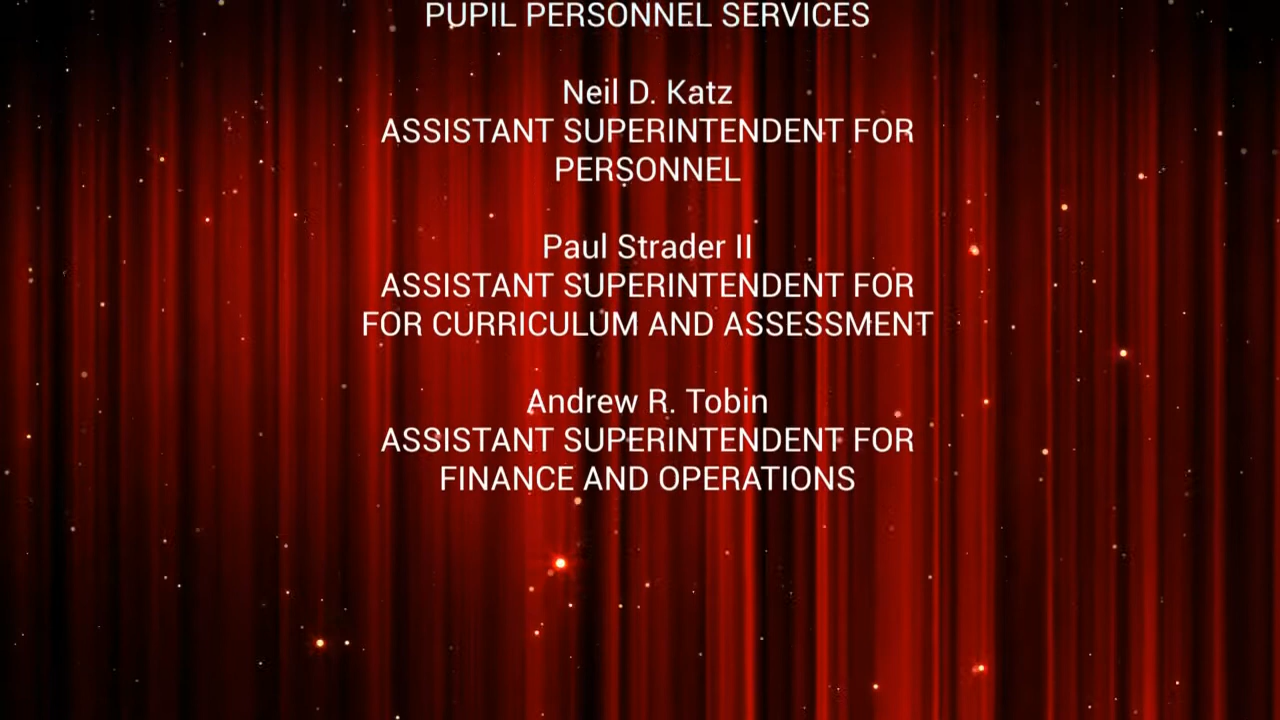 PUPIL PERSONNEL SERVICES
Neil D. Katz
ASSISTANT SUPERINTENDENT FOR
PERSONNEL
Paul Strader II
ASSISTANT SUPERINTENDENT FOR
FOR CURRICULUM AND ASSESSMENT
Andrew R. Tobin
ASSISTANT SUPERINTENDENT FOR
FINANCE AND OPERATIONS